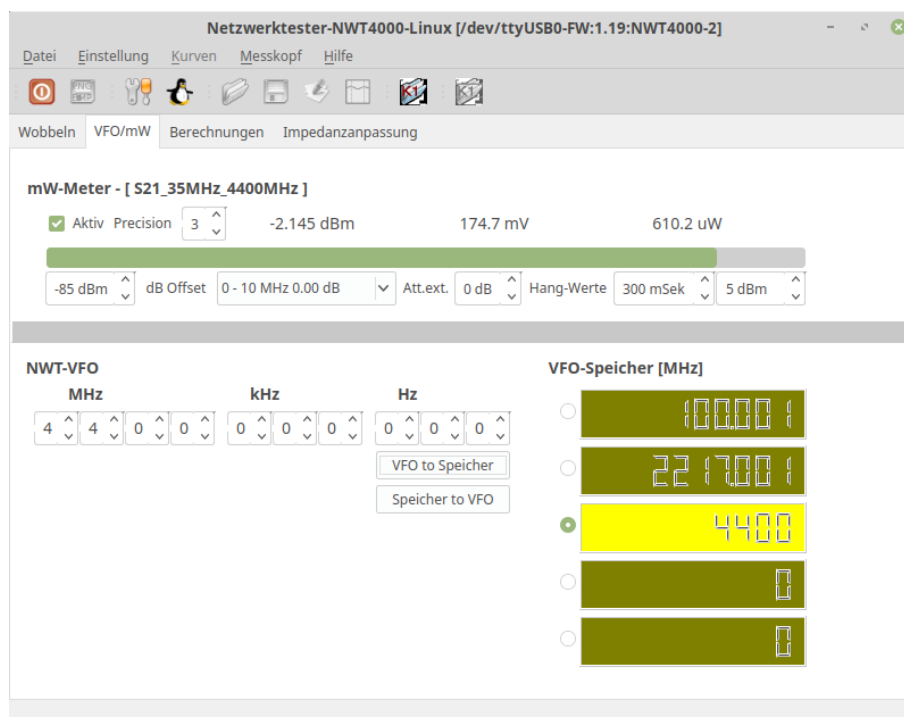 Netzwerktester-NWT4000-Linux [/dev/ttyUSB0-FW:1.19:NWT4000-2]
Datei Einstellung Kurven Messkopf Hilfe
K1 K1
Wobbeln VFO/mW Berechnungen Impedanzanpassung
mW-Meter - [ S21_35MHz_4400MHz ]
Aktiv Precision 3 -2.145 dBm 174.7 mV 610.2 uW
-85 dBm dB Offset 0 - 10 MHz 0.00 dB Att.ext. 0 dB Hang-Werte 300 mSek 5 dBm
NWT-VFO VFO-Speicher [MHz]
MHz kHz Hz
4 4 0 0 0 0 0 0 0 0
VFO to Speicher
Speicher to VFO
100.001
2217.001
4400
0
0